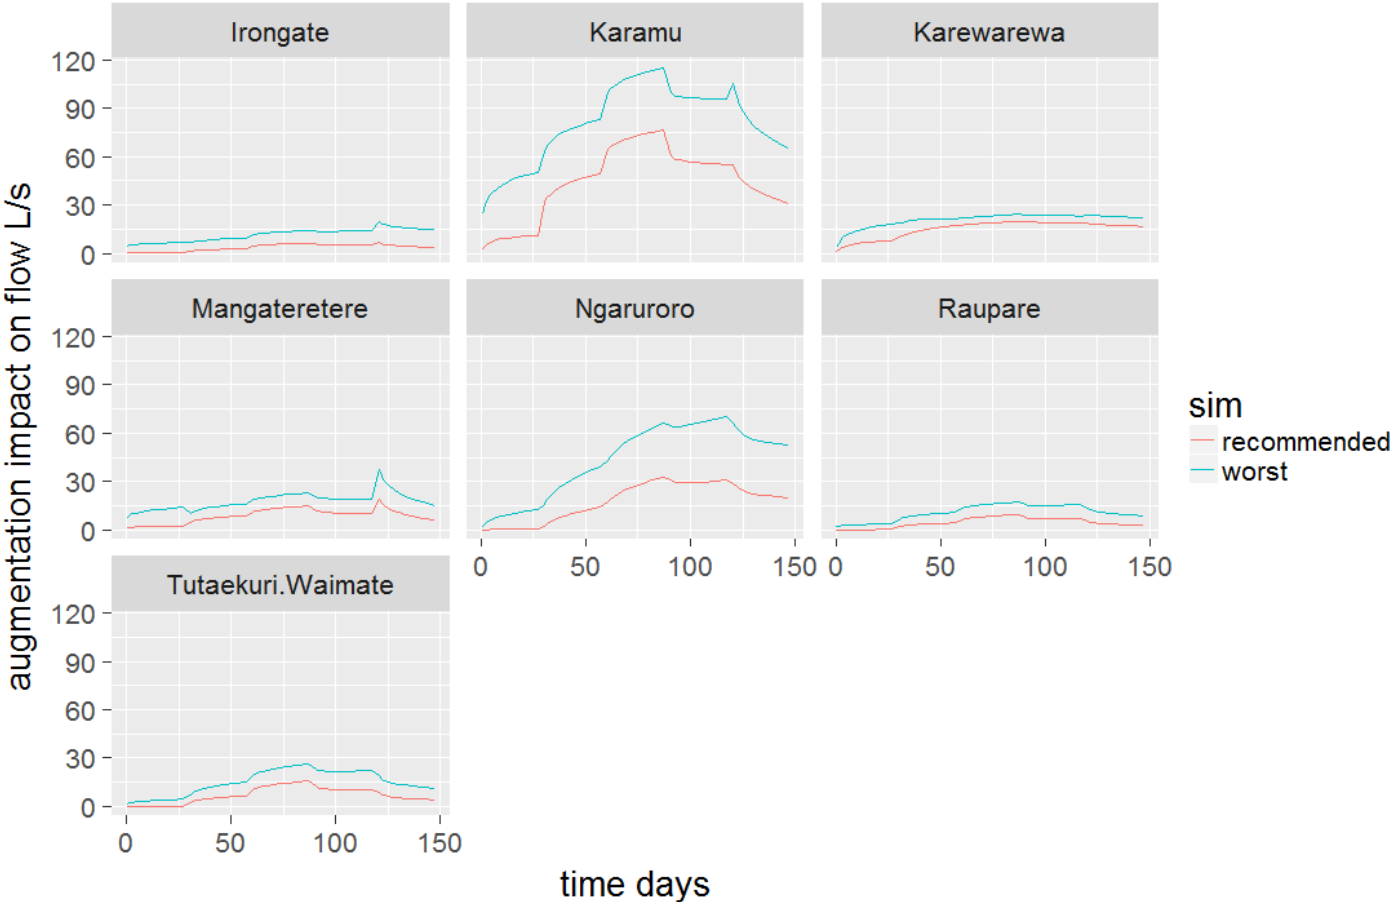 Irongate
Karamu
Karewarewa
120
90
60
30
0
Mangateretere
Ngaruroro
Raupare
120
90
60
30
0
0 50 100 150
0 50 100 150
Tutaekuri.Waimate
120
90
60
30
0
0 50 100 150
time days
augmentation impact on flow L/s
sim
recommended
worst